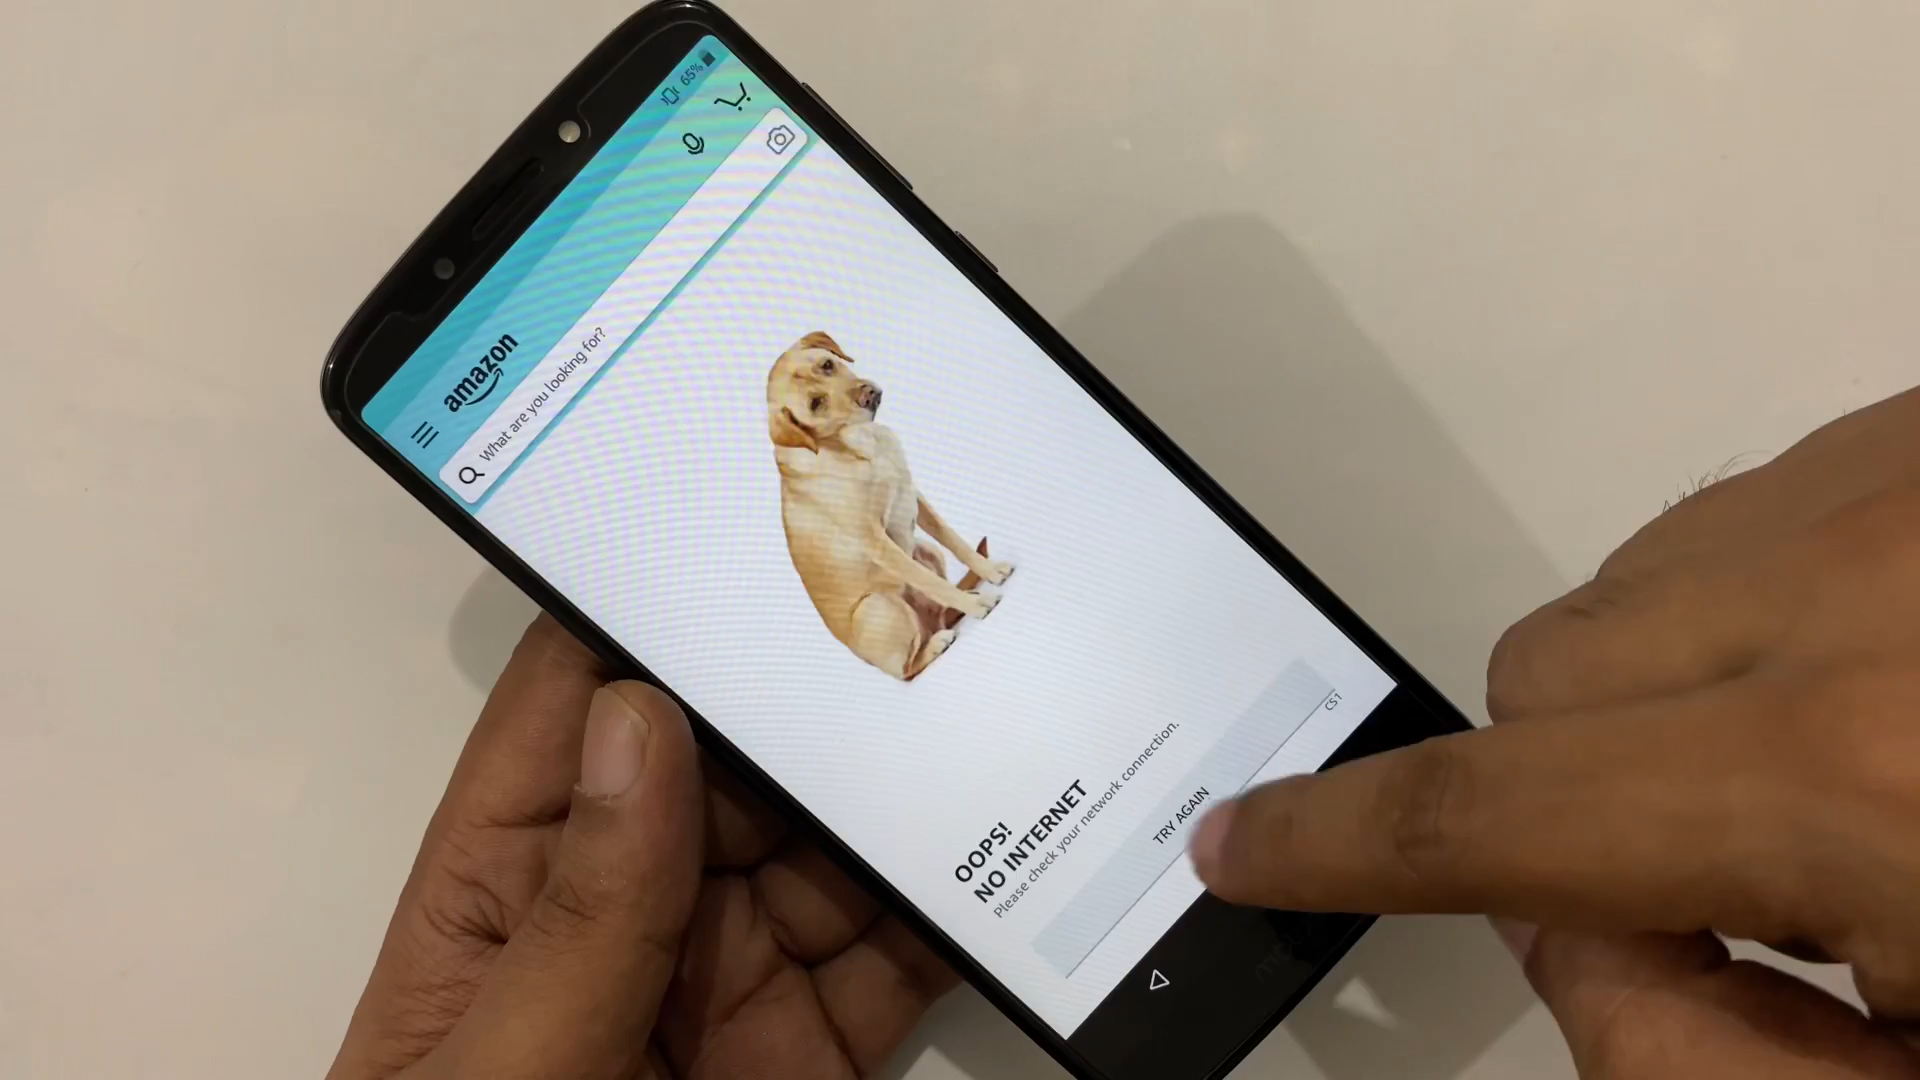 65%
amazon
What are you looking for?
OOPS!
NO INTERNET
Please check your network connection.
TRY AGAIN
CS1